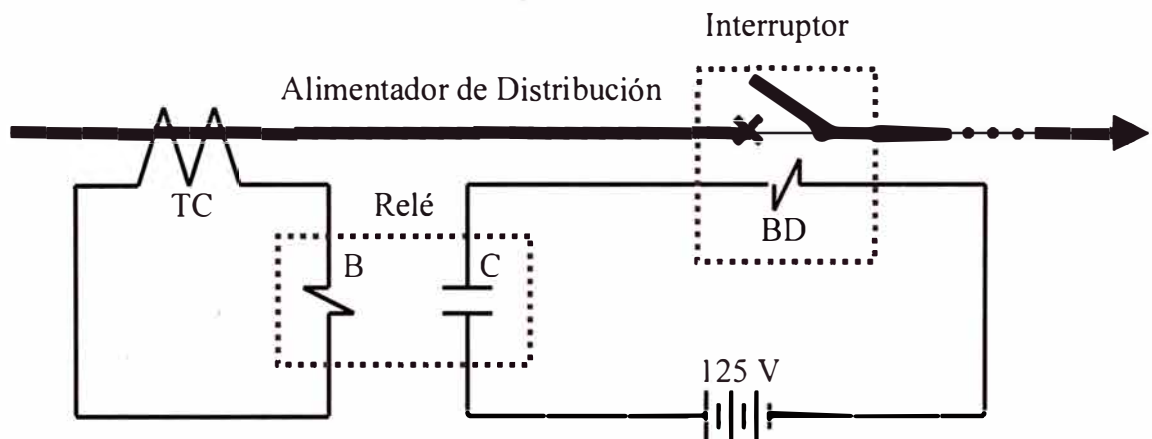 Interruptor
Alimentador de Distribución
TC
Relé
BD
B
C
125 V